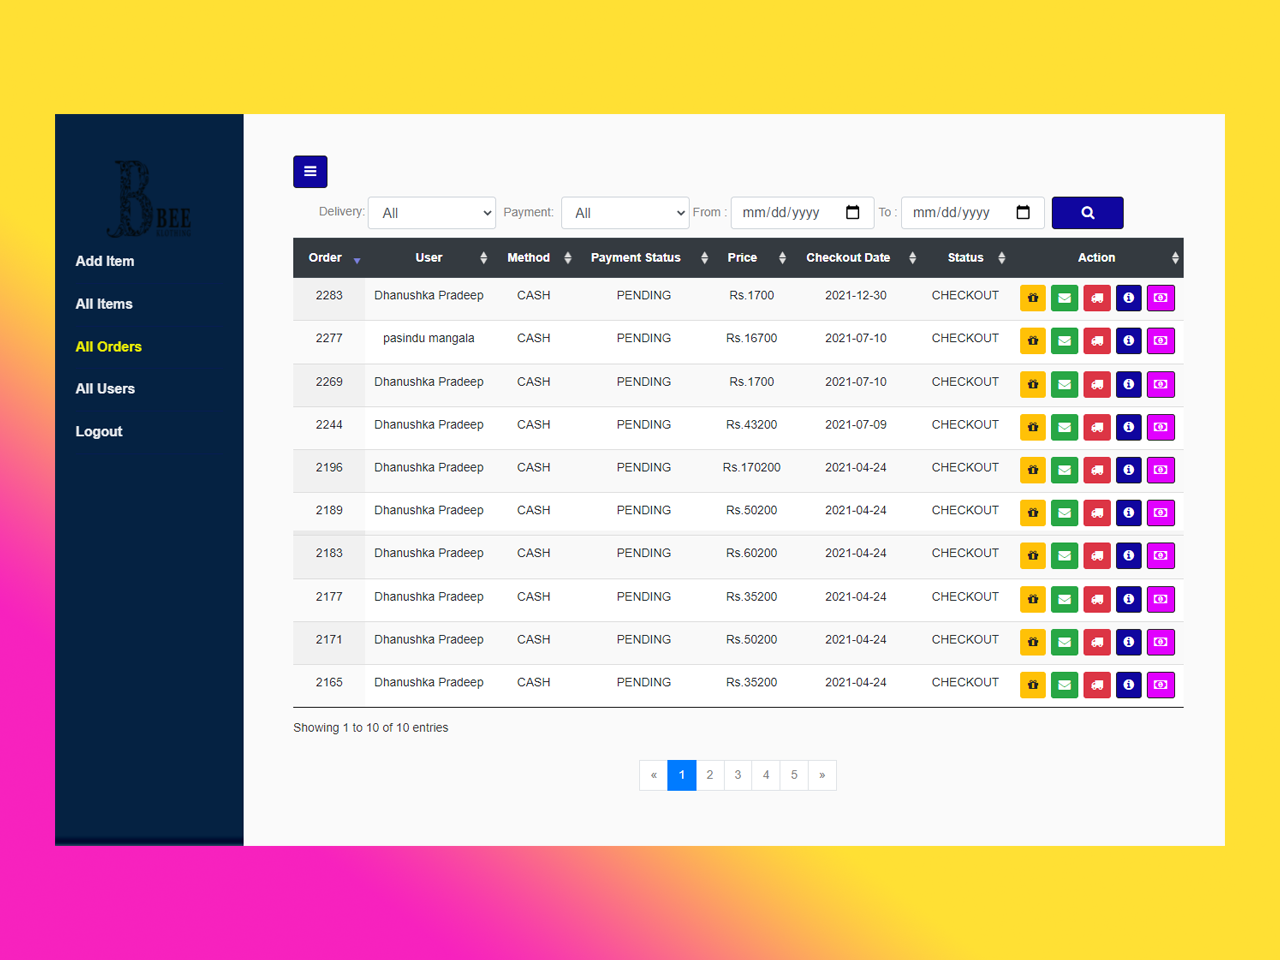 B BEE
Add Item
All Items
All Orders
All Users
Logout
Delivery: All Payment: All From : mm/dd/yyyy To : mm/dd/yyyy
Order User Method Payment Status Price Checkout Date Status Action
2283 Dhanushka Pradeep CASH PENDING Rs.1700 2021-12-30 CHECKOUT
2277 pasindu mangala CASH PENDING Rs.16700 2021-07-10 CHECKOUT
2269 Dhanushka Pradeep CASH PENDING Rs.1700 2021-07-10 CHECKOUT
2244 Dhanushka Pradeep CASH PENDING Rs.43200 2021-07-09 CHECKOUT
2196 Dhanushka Pradeep CASH PENDING Rs.170200 2021-04-24 CHECKOUT
2189 Dhanushka Pradeep CASH PENDING Rs.50200 2021-04-24 CHECKOUT
2183 Dhanushka Pradeep CASH PENDING Rs.60200 2021-04-24 CHECKOUT
2177 Dhanushka Pradeep CASH PENDING Rs.35200 2021-04-24 CHECKOUT
2171 Dhanushka Pradeep CASH PENDING Rs.50200 2021-04-24 CHECKOUT
2165 Dhanushka Pradeep CASH PENDING Rs.35200 2021-04-24 CHECKOUT
Showing 1 to 10 of 10 entries
« 1 2 3 4 5 »